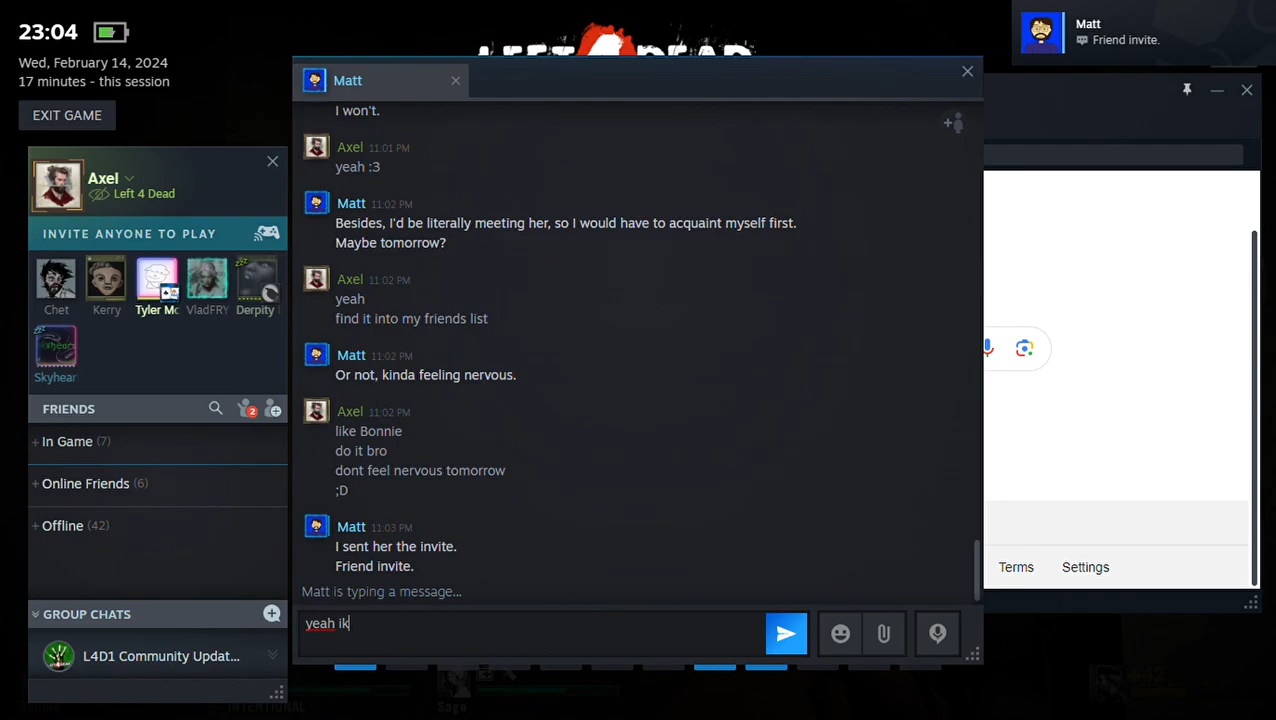 23:04
Wed, February 14, 2024
17 minutes - this session
EXIT GAME
Axel
Left 4 Dead
INVITE ANYONE TO PLAY
Chet
Kerry
Tyler Mc
VladFRY
Derpity
Skyhear
FRIENDS
2
In Game (7)
Online Friends (6)
Offline (42)
GROUP CHATS
L4D1 Community Updat...
LEFT 4 DEAD
Matt
I won't.
Axel 11:01 PM
yeah :3
Matt 11:02 PM
Besides, I'd be literally meeting her, so I would have to acquaint myself first.
Maybe tomorrow?
Axel 11:02 PM
yeah
find it into my friends list
Matt 11:02 PM
Or not, kinda feeling nervous.
Axel 11:02 PM
like Bonnie
do it bro
dont feel nervous tomorrow
;D
Matt 11:03 PM
I sent her the invite.
Friend invite.
Matt is typing a message...
yeah ik
Matt
Friend invite.
Terms
Settings
Sage
+42